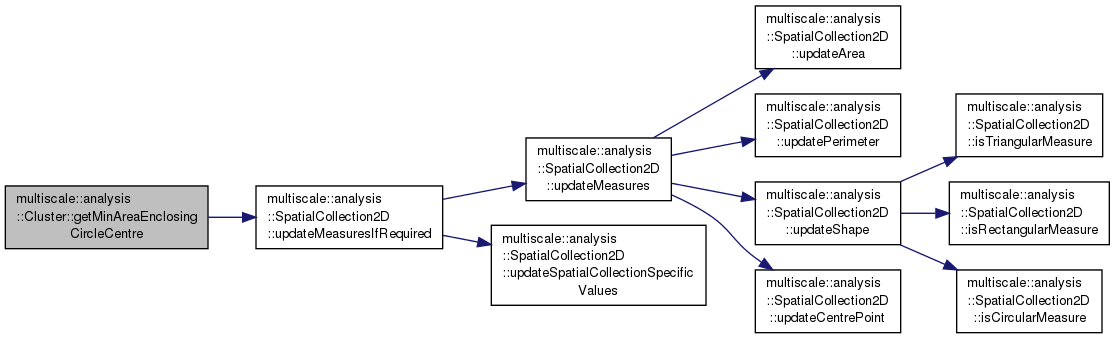 multiscale::analysis
::Cluster::getMinAreaEnclosing
CircleCentre
multiscale::analysis
::SpatialCollection2D
::updateMeasuresIfRequired
multiscale::analysis
::SpatialCollection2D
::updateMeasures
multiscale::analysis
::SpatialCollection2D
::updateSpatialCollectionSpecific
Values
multiscale::analysis
::SpatialCollection2D
::updateArea
multiscale::analysis
::SpatialCollection2D
::updatePerimeter
multiscale::analysis
::SpatialCollection2D
::updateShape
multiscale::analysis
::SpatialCollection2D
::updateCentrePoint
multiscale::analysis
::SpatialCollection2D
::isTriangularMeasure
multiscale::analysis
::SpatialCollection2D
::isRectangularMeasure
multiscale::analysis
::SpatialCollection2D
::isCircularMeasure